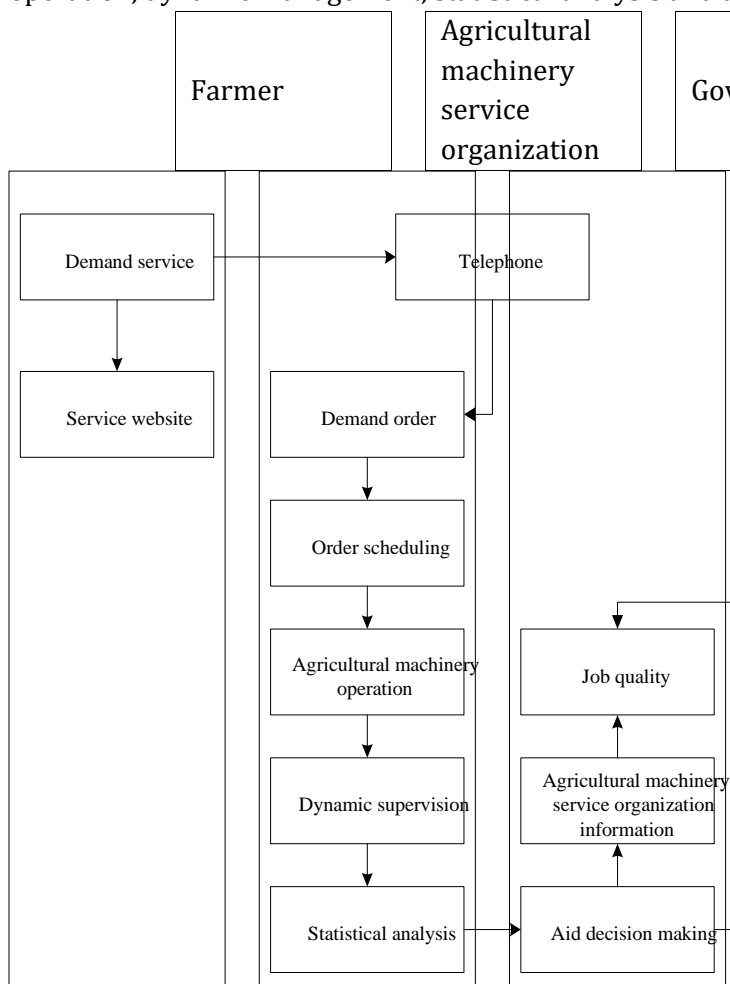 Farmer
Agricultural
machinery
service
organization
Gov
Demand service
Telephone
Service website
Demand order
Order scheduling
Agricultural machinery
operation
Job quality
Dynamic supervision
Agricultural machinery
service organization
information
Statistical analysis
Aid decision making